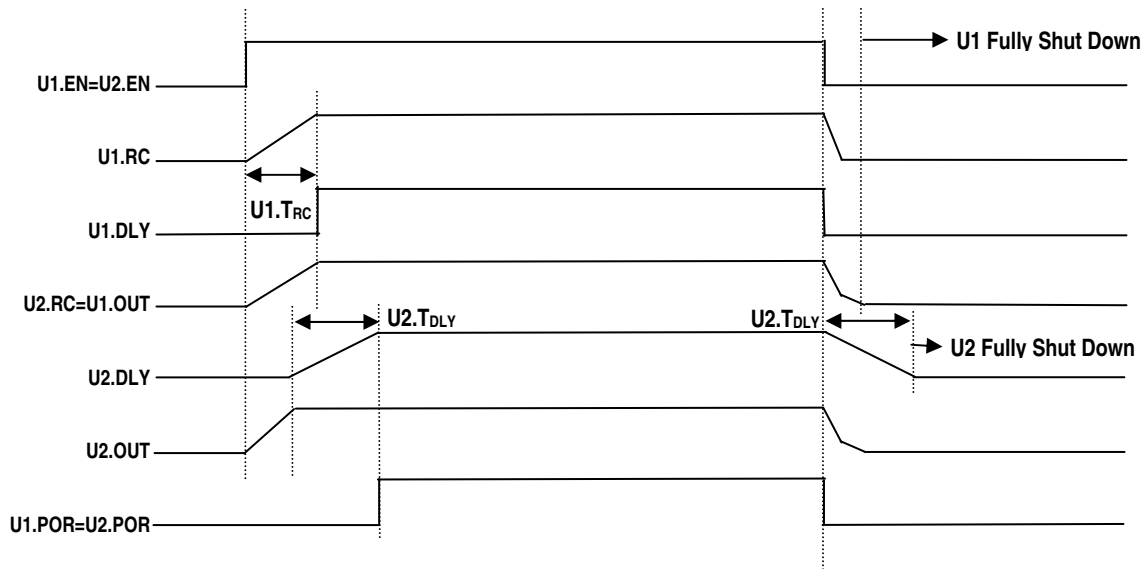 U1 Fully Shut Down
U1.EN=U2.EN
U1.RC
U1.TRC
U1.DLY
U2.RC=U1.OUT
U2.TDLY U2.TDLY
U2 Fully Shut Down
U2.DLY
U2.OUT
U1.POR=U2.POR